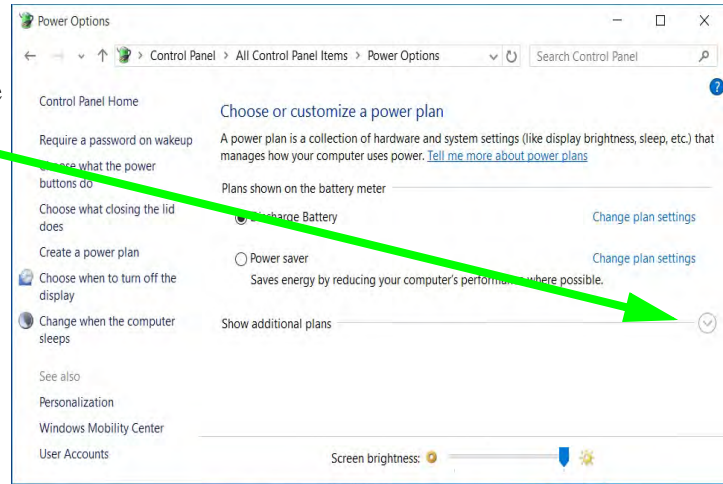 Power Options
Control Panel > All Control Panel Items > Power Options
Search Control Panel
Control Panel Home
Require a password on wakeup
Choose what the power
buttons do
Choose what closing the lid
does
Create a power plan
Choose when to turn off the
display
Change when the computer
sleeps
See also
Personalization
Windows Mobility Center
User Accounts
Choose or customize a power plan
A power plan is a collection of hardware and system settings (like display brightness, sleep, etc.) that
manages how your computer uses power. Tell me more about power plans
Plans shown on the battery meter
Discharge Battery Change plan settings
Power saver Change plan settings
Saves energy by reducing your computer's performance where possible.
Show additional plans
Screen brightness: